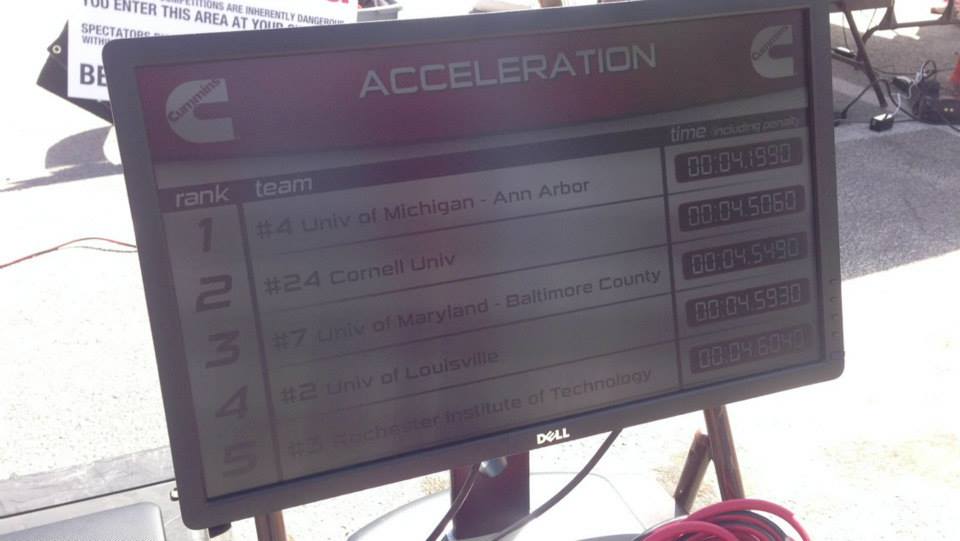 COMPETITIONS ARE INHERENTLY DANGEROUS
YOU ENTER THIS AREA AT YOUR
SPECTATORS
WITHIN
BE
Cummins
ACCELERATION
Cummins
rank team time including penalty
1 #4 Univ of Michigan - Ann Arbor 00:04.1990
2 #24 Cornell Univ 00:04.5060
3 #7 Univ of Maryland - Baltimore County 00:04.5490
4 #2 Univ of Louisville 00:04.5930
5 #3 Rochester Institute of Technology 00:04.6040
DELL